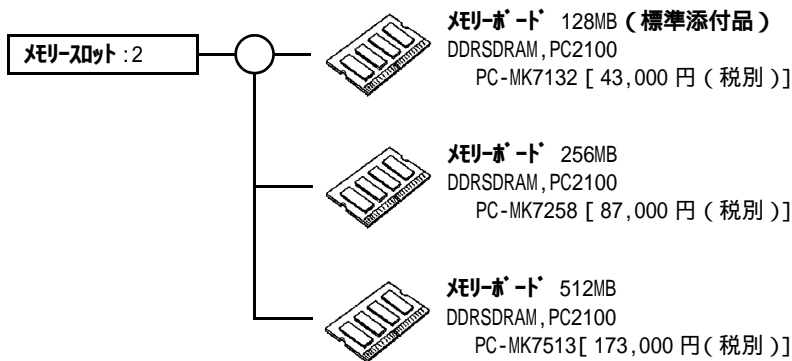 ﾒﾓﾘｰｽﾛｯﾄ :2
ﾒﾓﾘｰﾎﾞｰﾄﾞ 128MB (標準添付品)
DDRSDRAM,PC2100
PC-MK7132 [ 43,000 円 ( 税別 )]
ﾒﾓﾘｰﾎﾞｰﾄﾞ 256MB
DDRSDRAM,PC2100
PC-MK7258 [ 87,000 円 ( 税別 )]
ﾒﾓﾘｰﾎﾞｰﾄﾞ 512MB
DDRSDRAM,PC2100
PC-MK7513[ 173,000 円( 税別 )]